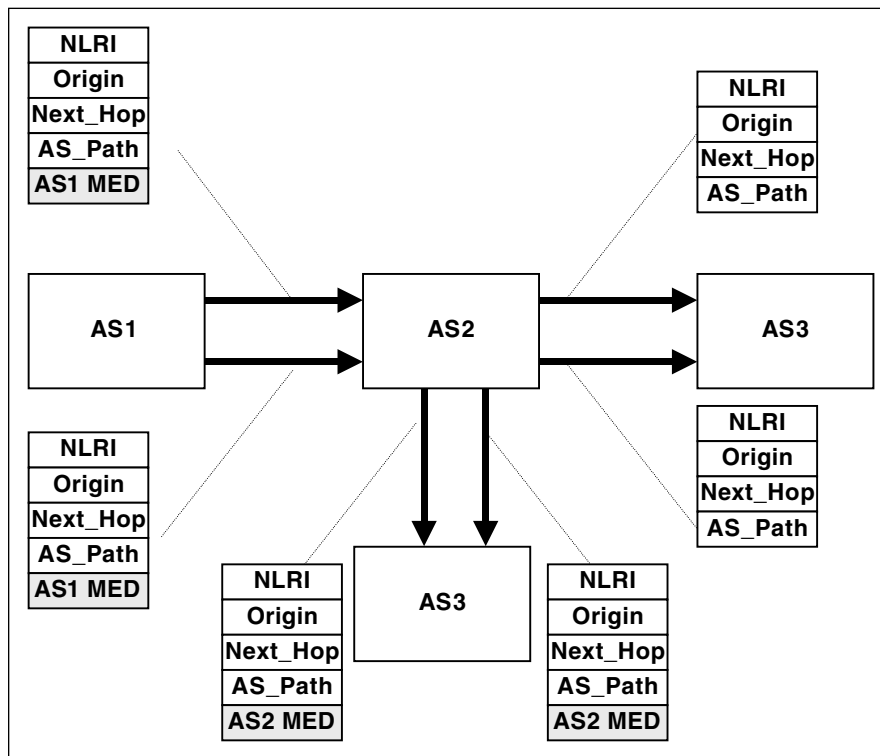 NLRI
Origin
Next_Hop
AS_Path
AS1 MED
NLRI
Origin
Next_Hop
AS_Path
AS1
AS2
AS3
NLRI
Origin
Next_Hop
AS_Path
AS1 MED
NLRI
Origin
Next_Hop
AS_Path
NLRI
Origin
Next_Hop
AS_Path
AS2 MED
AS3
NLRI
Origin
Next_Hop
AS_Path
AS2 MED